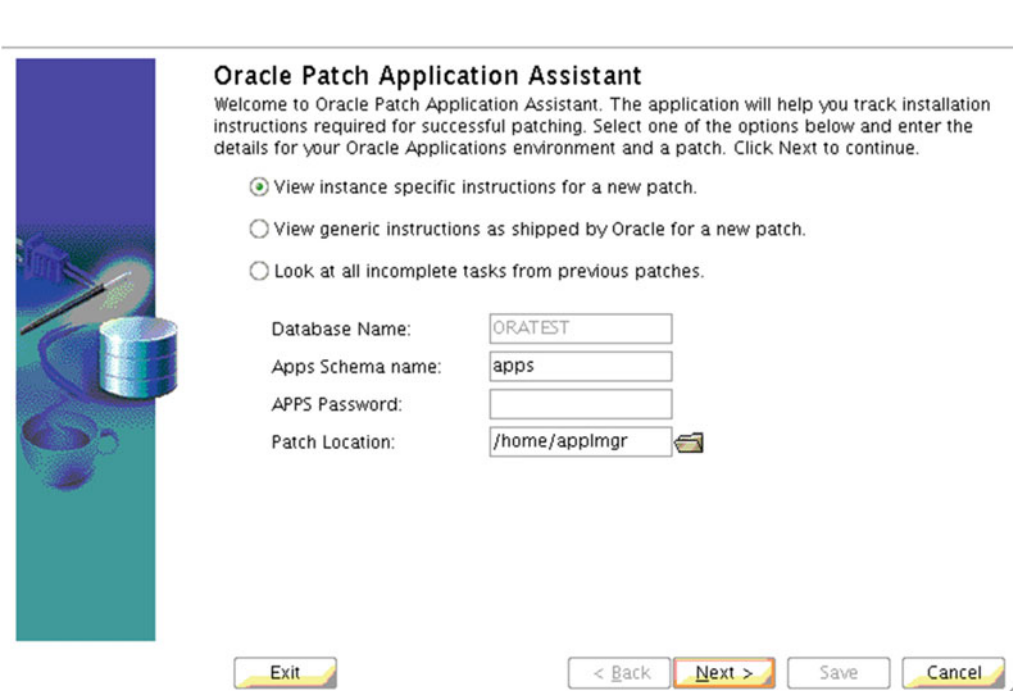 Oracle Patch Application Assistant
Welcome to Oracle Patch Application Assistant. The application will help you track installation
instructions required for successful patching. Select one of the options below and enter the
details for your Oracle Applications environment and a patch. Click Next to continue.
View instance specific instructions for a new patch.
View generic instructions as shipped by Oracle for a new patch.
Look at all incomplete tasks from previous patches.
Database Name: ORATEST
Apps Schema name: apps
APPS Password:
Patch Location: /home/applmgr
Exit < Back Next > Save Cancel